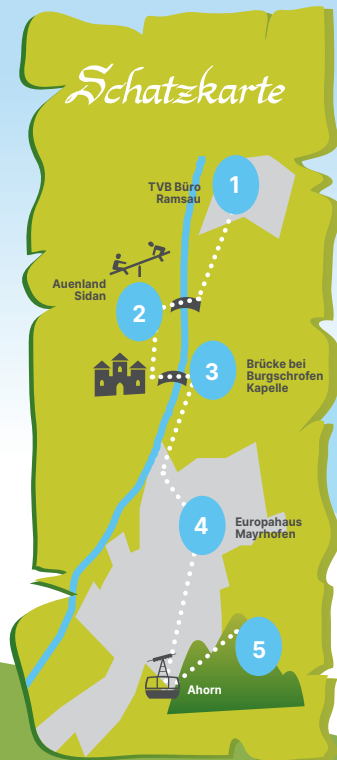 Schatzkarte
1
TVB Büro
Ramsau
Auenland
Sidan
2
3
Brücke bei
Burgschrofen
Kapelle
4
Europahaus
Mayrhofen
5
Ahorn